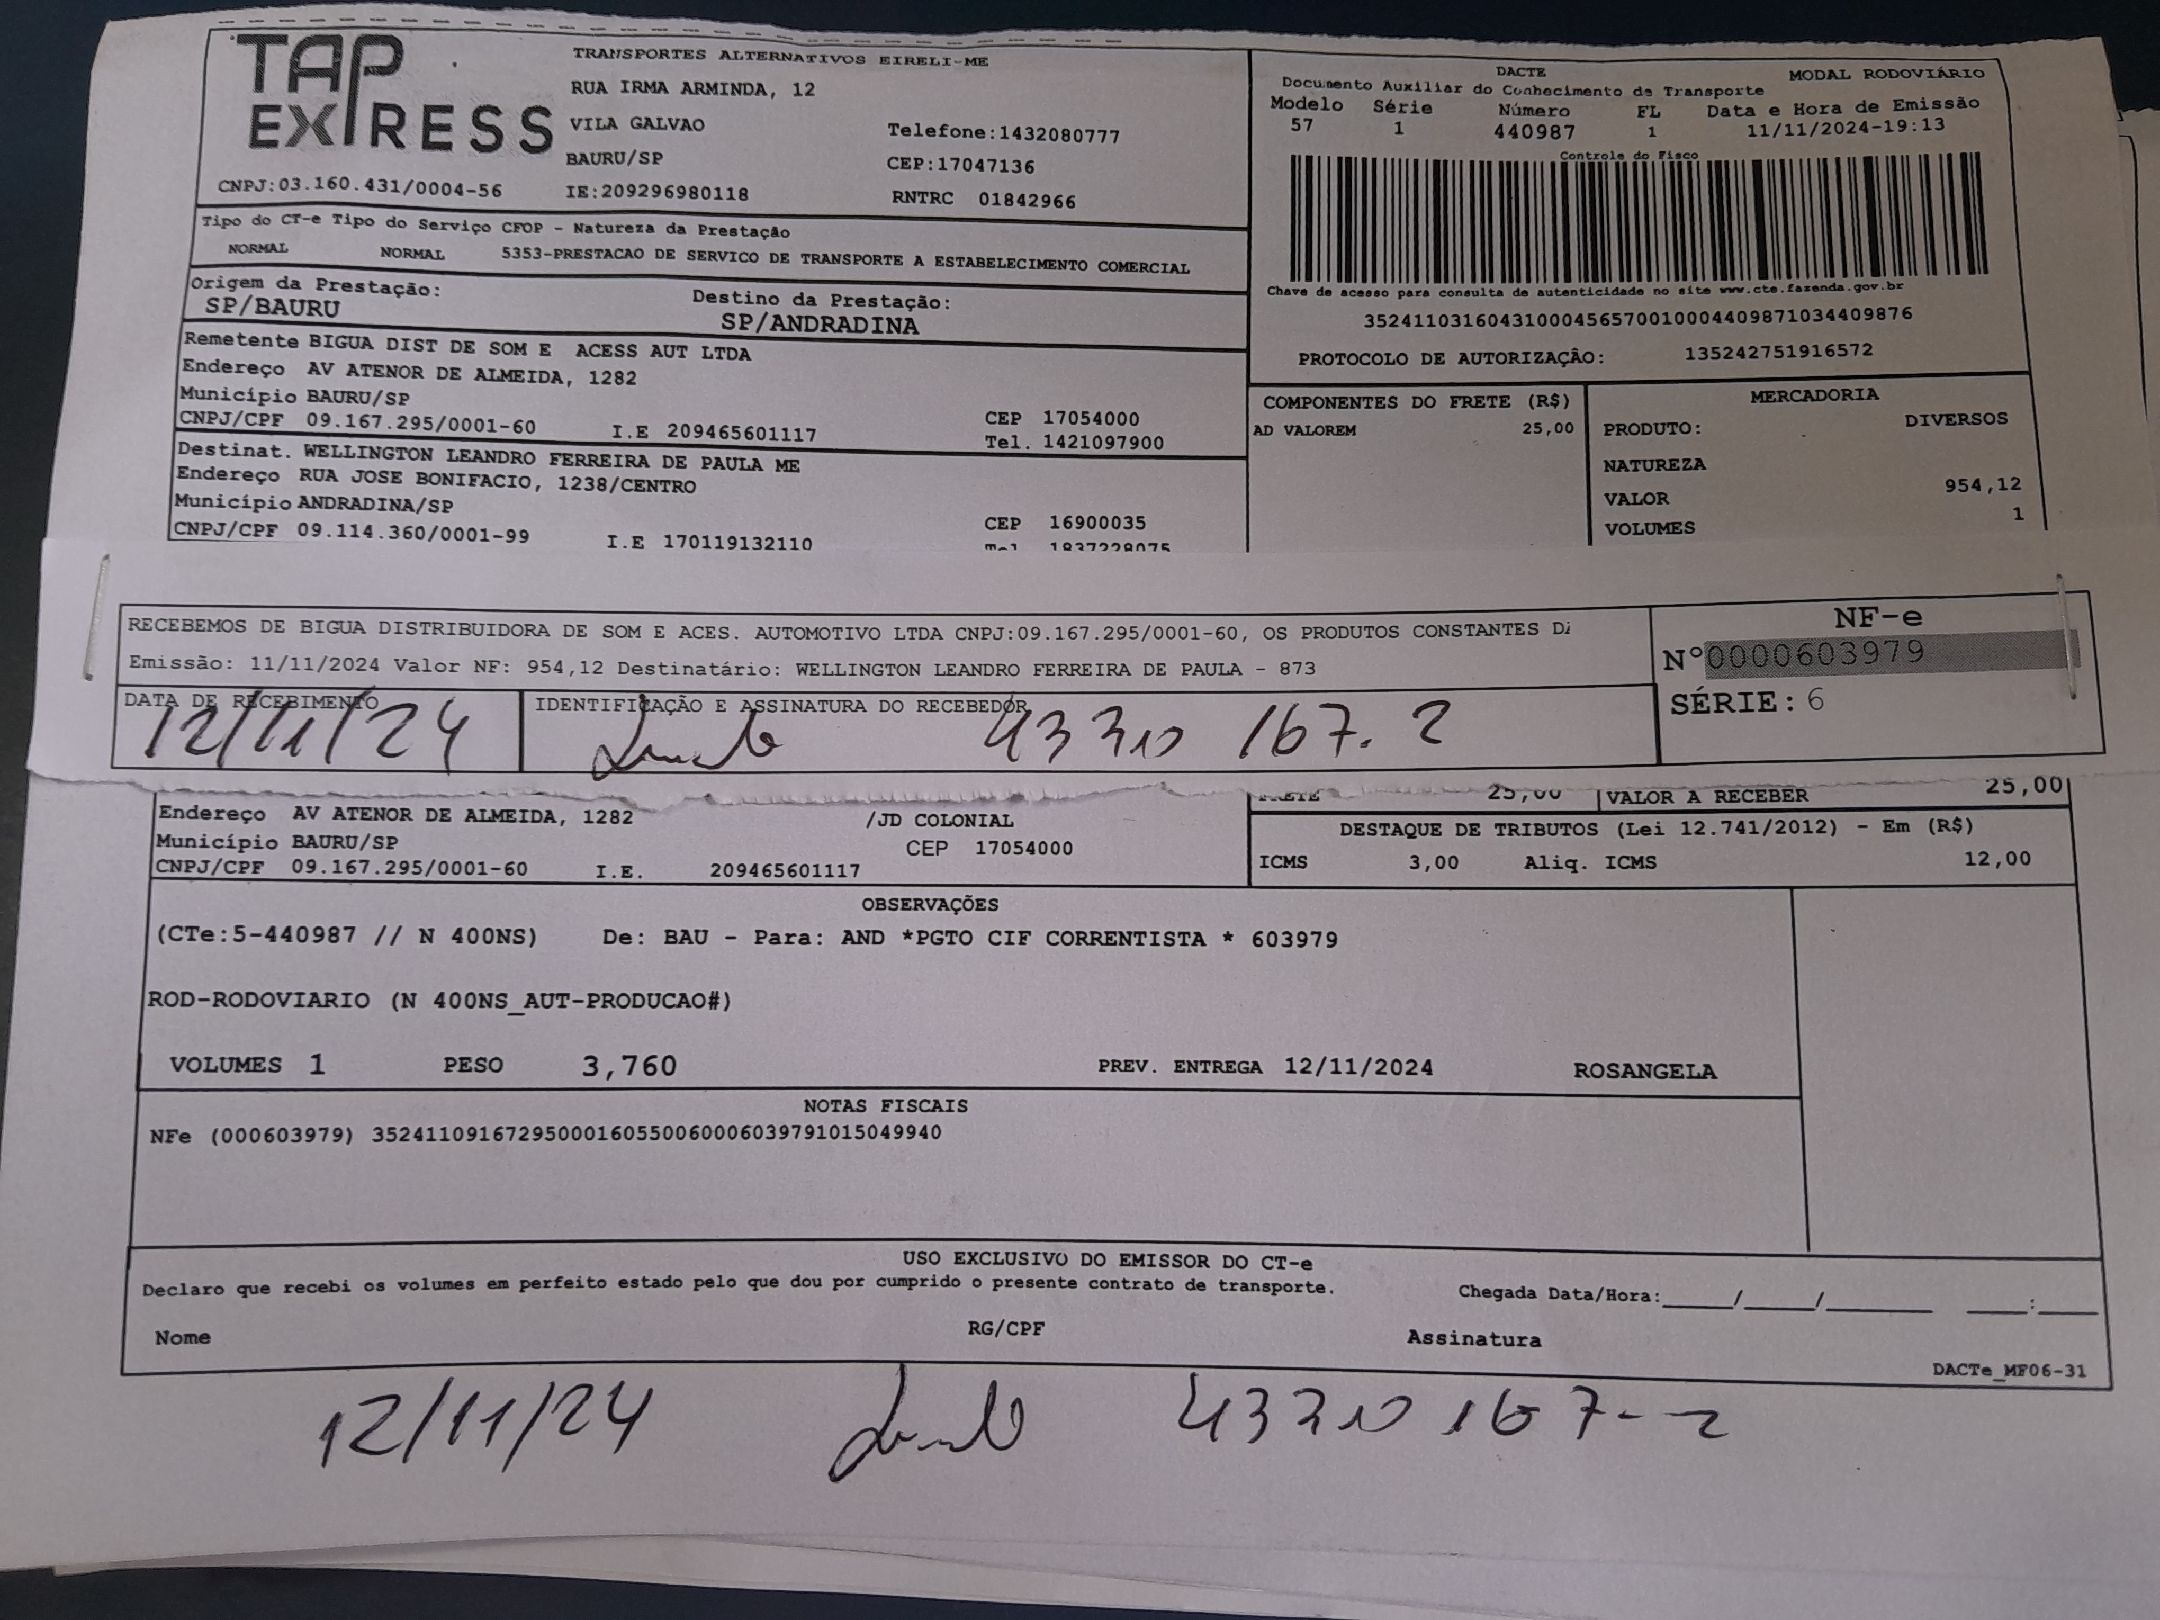 TAP EXPRESS
TRANSPORTES ALTERNATIVOS EIRELI-ME
RUA IRMA ARMINDA, 12
VILA GALVAO
Telefone:1432080777
BAURU/SP
CEP:17047136
CNPJ:03.160.431/0004-56
IE:209296980118
RNTRC 01842966
DACTE
MODAL RODOVIÁRIO
Documento Auxiliar do Conhecimento de Transporte
Modelo Série Número FL Data e Hora de Emissão
57 1 440987 1 11/11/2024-19:13
Controle do Fisco
Chave de acesso para consulta de autenticidade no site www.cte.fazenda.gov.br
35241103160431000456570010004409871034409876
PROTOCOLO DE AUTORIZAÇÃO: 135242751916572
Tipo do CT-e Tipo do Serviço CFOP - Natureza da Prestação
NORMAL NORMAL 5353-PRESTACAO DE SERVICO DE TRANSPORTE A ESTABELECIMENTO COMERCIAL
Origem da Prestação: Destino da Prestação:
SP/BAURU SP/ANDRADINA
Remetente BIGUA DIST DE SOM E ACESS AUT LTDA
Endereço AV ATENOR DE ALMEIDA, 1282
Município BAURU/SP
CEP 17054000
CNPJ/CPF 09.167.295/0001-60 I.E 209465601117
Tel. 1421097900
Destinat. WELLINGTON LEANDRO FERREIRA DE PAULA ME
Endereço RUA JOSE BONIFACIO, 1238/CENTRO
Município ANDRADINA/SP
CEP 16900035
CNPJ/CPF 09.114.360/0001-99 I.E 170119132110
Tel 1837228075
COMPONENTES DO FRETE (R$)
AD VALOREM 25,00
MERCADORIA
PRODUTO: DIVERSOS
NATUREZA
VALOR 954,12
VOLUMES 1
RECEBEMOS DE BIGUA DISTRIBUIDORA DE SOM E ACES. AUTOMOTIVO LTDA CNPJ:09.167.295/0001-60, OS PRODUTOS CONSTANTES
Emissão: 11/11/2024 Valor NF: 954,12 Destinatário: WELLINGTON LEANDRO FERREIRA DE PAULA - 873
NF-e
Nº0000603979
SÉRIE: 6
DATA DE RECEBIMENTO
IDENTIFICAÇÃO E ASSINATURA DO RECEBEDOR
12/11/24 43310 167. 2
FRETE 25,00 VALOR A RECEBER 25,00
Endereço AV ATENOR DE ALMEIDA, 1282 /JD COLONIAL
Município BAURU/SP CEP 17054000
CNPJ/CPF 09.167.295/0001-60 I.E. 209465601117
DESTAQUE DE TRIBUTOS (Lei 12.741/2012) - Em (R$)
ICMS 3,00 Aliq. ICMS 12,00
OBSERVAÇÕES
(CTe:5-440987 // N 400NS) De: BAU - Para: AND *PGTO CIF CORRENTISTA * 603979
ROD-RODOVIARIO (N 400NS_AUT-PRODUCAO#)
VOLUMES 1 PESO 3,760 PREV. ENTREGA 12/11/2024 ROSANGELA
NOTAS FISCAIS
NFe (000603979) 35241109167295000160550060006039791015049940
USO EXCLUSIVO DO EMISSOR DO CT-e
Declaro que recebi os volumes em perfeito estado pelo que dou por cumprido o presente contrato de transporte.
Chegada Data/Hora:____/____/______ ___:___
Nome RG/CPF Assinatura
DACTe_MF06-31
12/11/24 43310 167-2